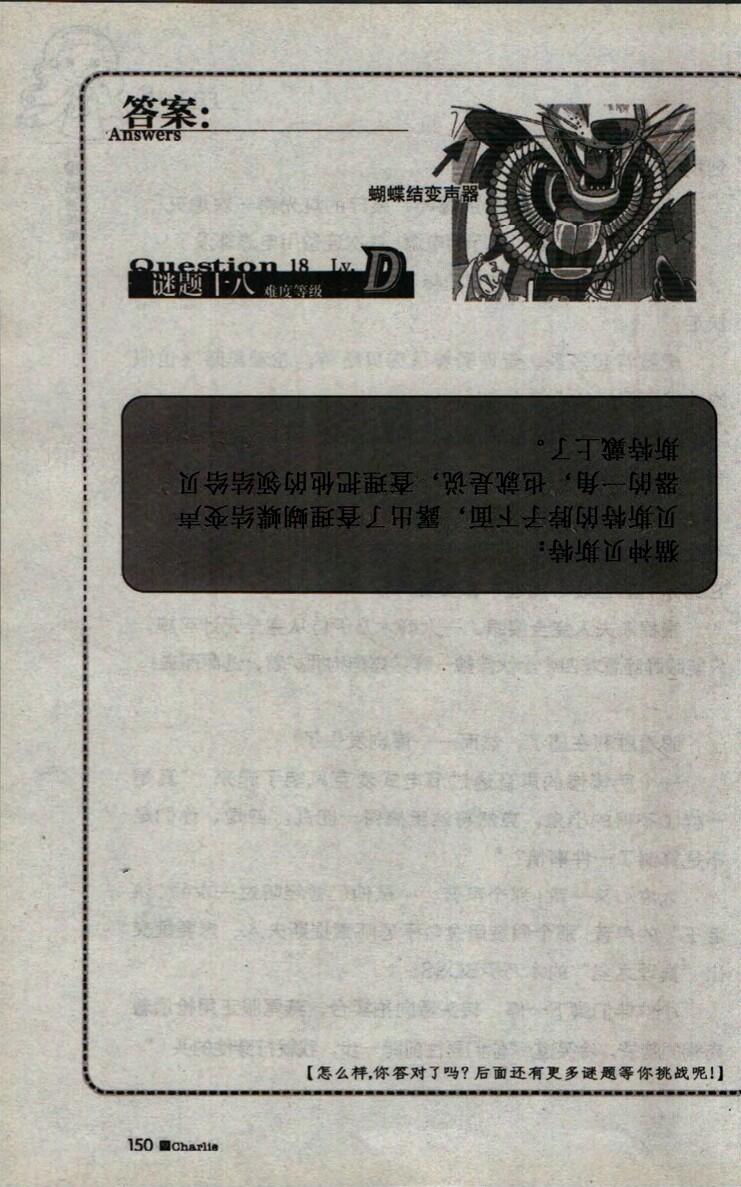 答案：
Answers
蝴蝶结变声器
Question 18 Lv.
D
谜题十八 难度等级
猫神贝斯特：
贝斯特的脖子下面，露出了查理蝴蝶结变声
器的一角，也就是说，查理把他的领结给贝
斯特戴上了。
【怎么样，你答对了吗？后面还有更多谜题等你挑战呢！】
150 Charlie